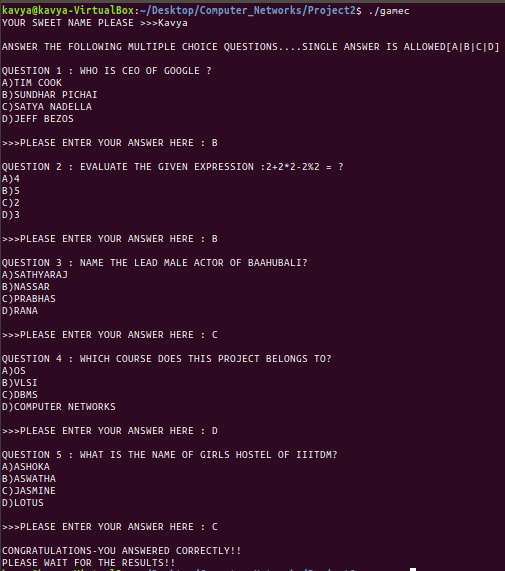 kavya@kavya-VirtualBox:~/Desktop/Computer_Networks/Project2$ ./gamec
YOUR SWEET NAME PLEASE >>>Kavya
ANSWER THE FOLLOWING MULTIPLE CHOICE QUESTIONS....SINGLE ANSWER IS ALLOWED[A|B|C|D]
QUESTION 1 : WHO IS CEO OF GOOGLE ?
A)TIM COOK
B)SUNDHAR PICHAI
C)SATYA NADELLA
D)JEFF BEZOS
>>>PLEASE ENTER YOUR ANSWER HERE : B
QUESTION 2 : EVALUATE THE GIVEN EXPRESSION :2+2*2-2%2 = ?
A)4
B)5
C)2
D)3
>>>PLEASE ENTER YOUR ANSWER HERE : B
QUESTION 3 : NAME THE LEAD MALE ACTOR OF BAAHUBALI?
A)SATHYARAJ
B)NASSAR
C)PRABHAS
D)RANA
>>>PLEASE ENTER YOUR ANSWER HERE : C
QUESTION 4 : WHICH COURSE DOES THIS PROJECT BELONGS TO?
A)OS
B)VLSI
C)DBMS
D)COMPUTER NETWORKS
>>>PLEASE ENTER YOUR ANSWER HERE : D
QUESTION 5 : WHAT IS THE NAME OF GIRLS HOSTEL OF IIITDM?
A)ASHOKA
B)ASWATHA
C)JASMINE
D)LOTUS
>>>PLEASE ENTER YOUR ANSWER HERE : C
CONGRATULATIONS-YOU ANSWERED CORRECTLY!!
PLEASE WAIT FOR THE RESULTS!!